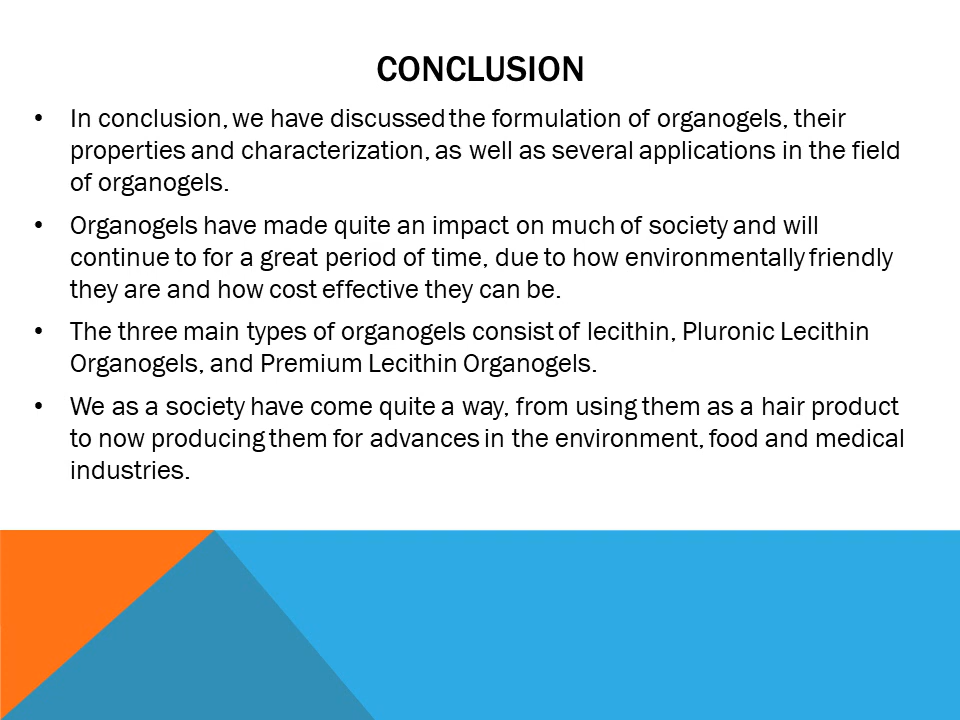 CONCLUSION
• In conclusion, we have discussed the formulation of organogels, their
properties and characterization, as well as several applications in the field
of organogels.
• Organogels have made quite an impact on much of society and will
continue to for a great period of time, due to how environmentally friendly
they are and how cost effective they can be.
• The three main types of organogels consist of lecithin, Pluronic Lecithin
Organogels, and Premium Lecithin Organogels.
• We as a society have come quite a way, from using them as a hair product
to now producing them for advances in the environment, food and medical
industries.